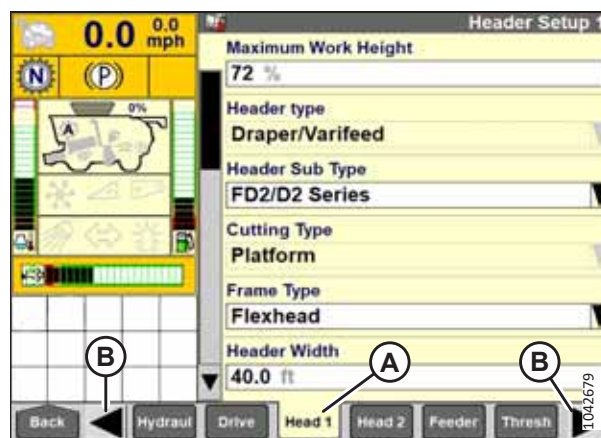 0.0 0.0 mph
Header Setup 1
N
(P)
0%
A
Maximum Work Height
72 %
Header type
Draper/Varifeed
Header Sub Type
FD2/D2 Series
Cutting Type
Platform
Frame Type
Flexhead
Header Width
40.0 ft
B
A
B
Back
Hydraul
Drive
Head 1
Head 2
Feeder
Thresh
1042679